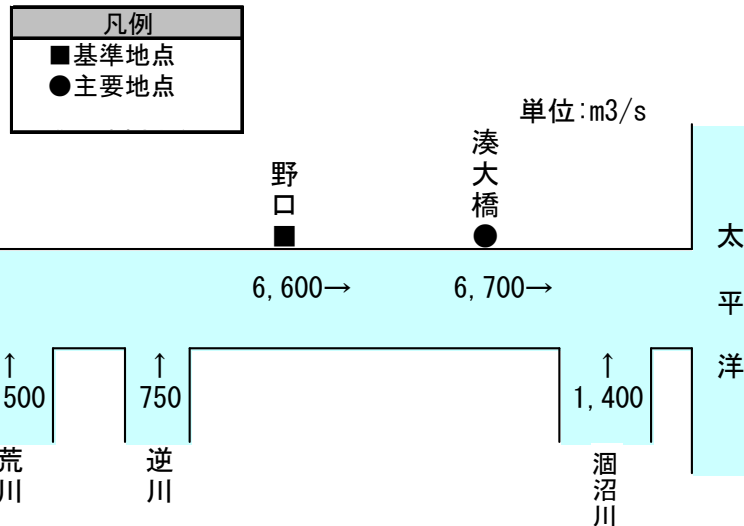 凡例
■基準地点
●主要地点
単位:m3/s
野口
■
湊大橋
●
6,600→
6,700→
太平洋
↑
500
↑
750
↑
1,400
荒川
逆川
涸沼川